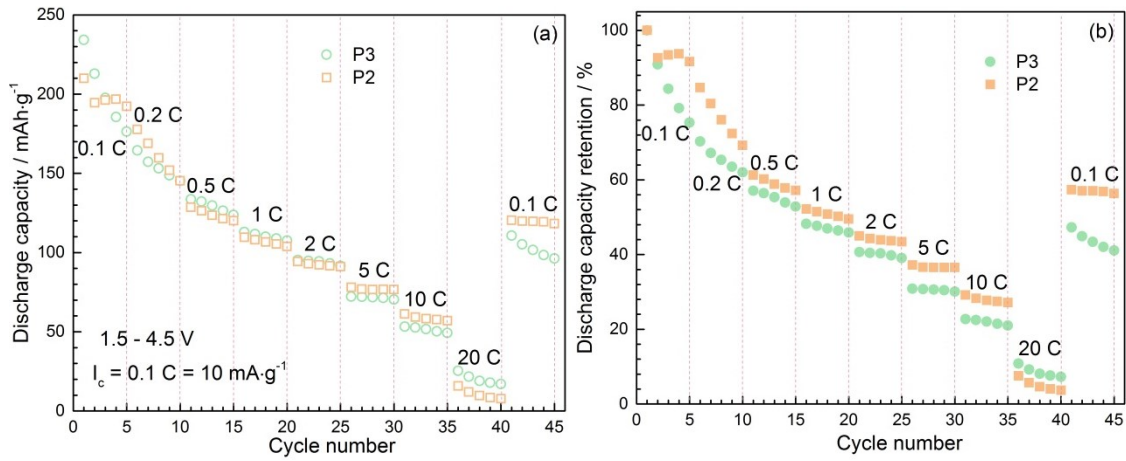 (a)
P3
P2
0.1 C
0.2 C
0.5 C
1 C
2 C
5 C
10 C
20 C
0.1 C
1.5 - 4.5 V
I_c = 0.1 C = 10 mA·g⁻¹
250
200
150
100
50
0
0 5 10 15 20 25 30 35 40 45
Discharge capacity / mAh·g⁻¹
Cycle number
(b)
P3
P2
0.1 C
0.2 C
0.5 C
1 C
2 C
5 C
10 C
20 C
0.1 C
100
80
60
40
20
0
0 5 10 15 20 25 30 35 40 45
Discharge capacity retention / %
Cycle number